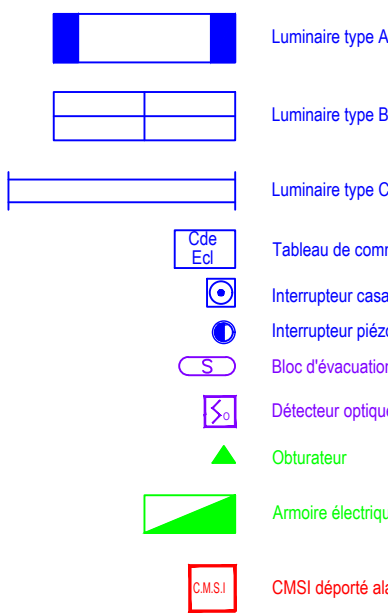 Luminaire type A
Luminaire type B
Luminaire type C
Cde
Ecl
Tableau de comm
Interrupteur casa
Interrupteur piézo
S
Bloc d'évacuation
o
Détecteur optique
Obturateur
Armoire électriqu
C.M.S.I
CMSI déporté ala